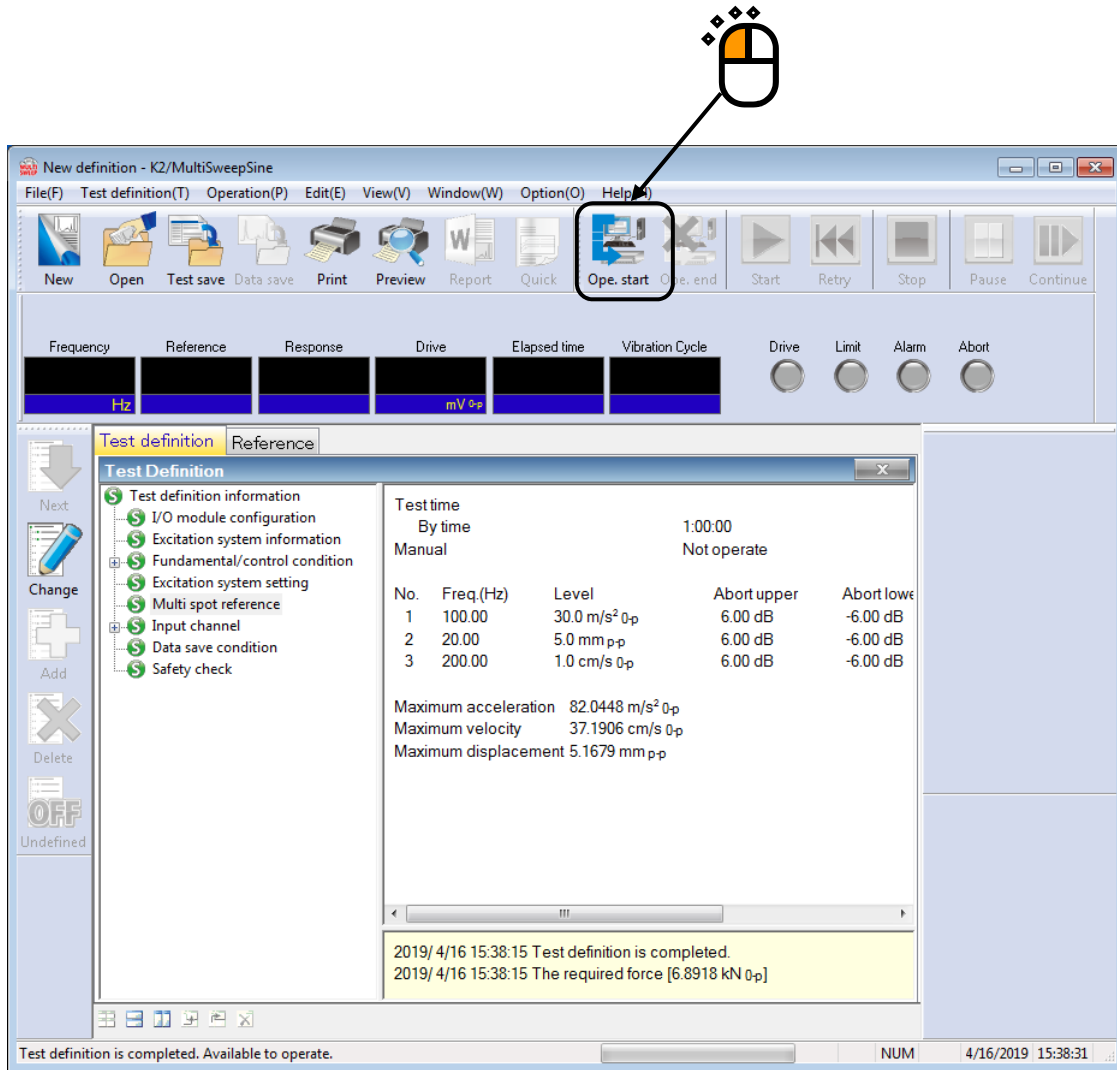 New definition - K2/MultiSweepSine
File(F) Test definition(T) Operation(P) Edit(E) View(V) Window(W) Option(O)
New Open Test save Data save Print Preview Report Quick Ope. start Ope. end Start Retry Stop Pause Continue
Frequency Reference Response Drive Elapsed time Vibration Cycle Drive Limit Alarm Abort
Hz mV 0-p
Test definition Reference
Test Definition
Next
Change
Add
Delete
OFF
Undefined
Test definition information
I/O module configuration
Excitation system information
Fundamental/control condition
Excitation system setting
Multi spot reference
Input channel
Data save condition
Safety check
Test time
By time 1:00:00
Manual Not operate
No. Freq.(Hz) Level Abort upper Abort lowe
1 100.00 30.0 m/s² 0-p 6.00 dB -6.00 dB
2 20.00 5.0 mm p-p 6.00 dB -6.00 dB
3 200.00 1.0 cm/s 0-p 6.00 dB -6.00 dB
Maximum acceleration 82.0448 m/s² 0-p
Maximum velocity 37.1906 cm/s 0-p
Maximum displacement 5.1679 mm p-p
2019/ 4/16 15:38:15 Test definition is completed.
2019/ 4/16 15:38:15 The required force [6.8918 kN 0-p]
Test definition is completed. Available to operate. NUM 4/16/2019 15:38:31